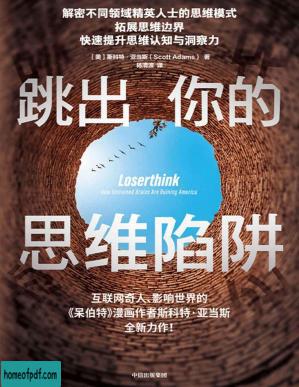 解密不同领域精英人士的思维模式
拓展思维边界
快速提升思维认知与洞察力
[美] 斯科特·亚当斯 (Scott Adams) 著
杨清波 译
跳出 你的
Loserthink
How Untrained Brains Are Ruining America
思维陷阱
互联网奇人、影响世界的
《呆伯特》漫画作者斯科特·亚当斯
全新力作！
中信出版集团
homeofpdf.com